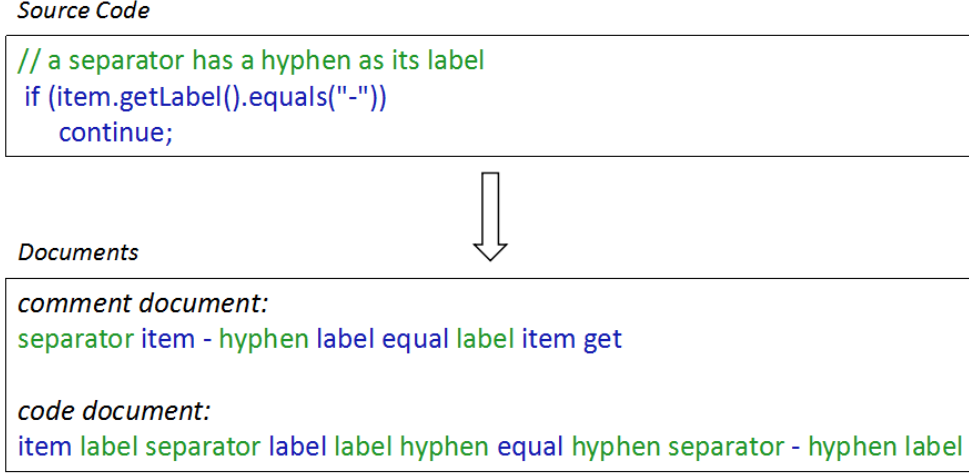 Source Code
// a separator has a hyphen as its label
if (item.getLabel().equals("-"))
continue;
Documents
comment document:
separator item - hyphen label equal label item get
code document:
item label separator label label hyphen equal hyphen separator - hyphen label